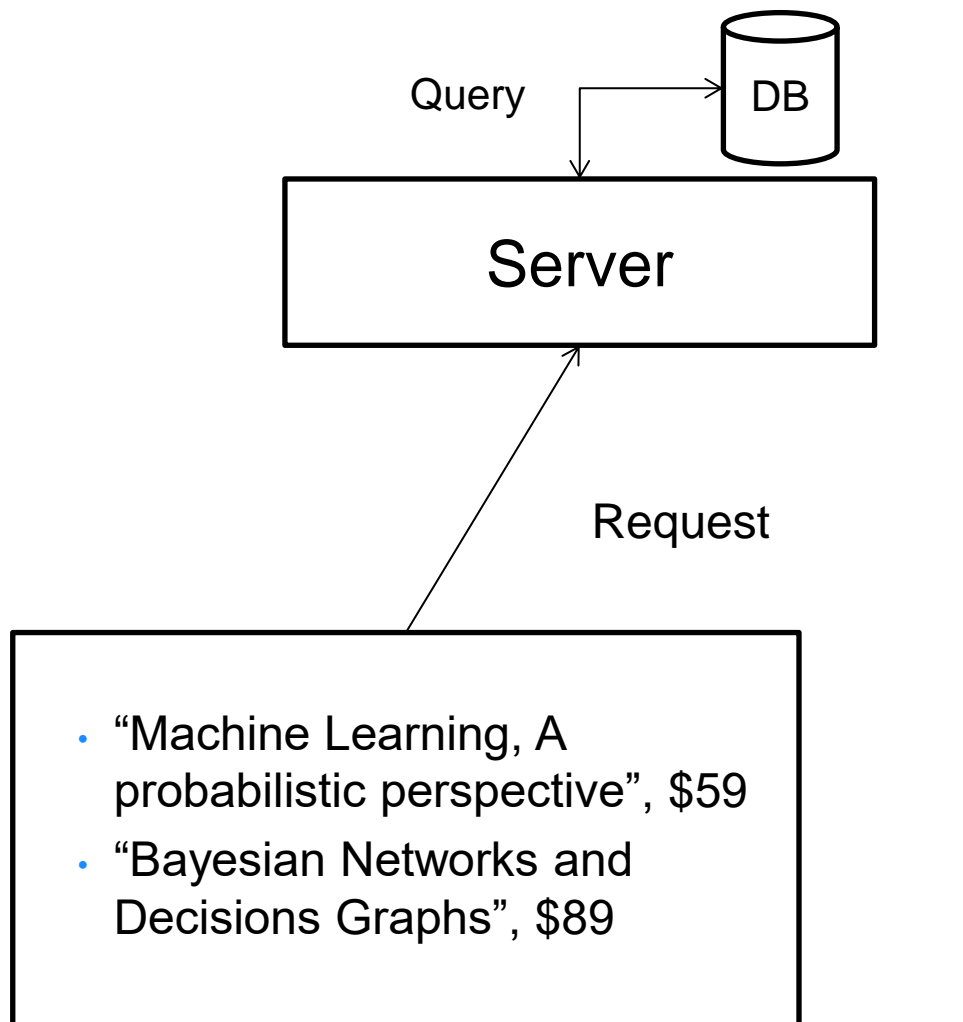 Query
DB
Server
Request
• “Machine Learning, A
probabilistic perspective”, $59
• “Bayesian Networks and
Decisions Graphs”, $89